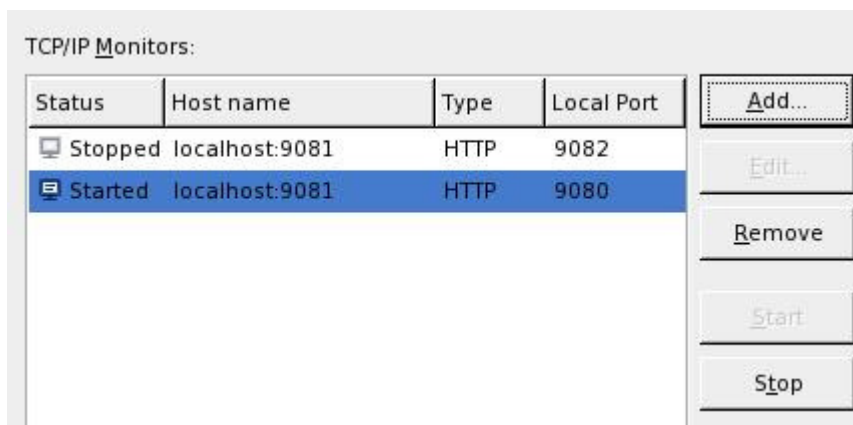 TCP/IP Monitors:
Status Host name Type Local Port
Stopped localhost:9081 HTTP 9082
Started localhost:9081 HTTP 9080
Add...
Edit...
Remove
Start
Stop